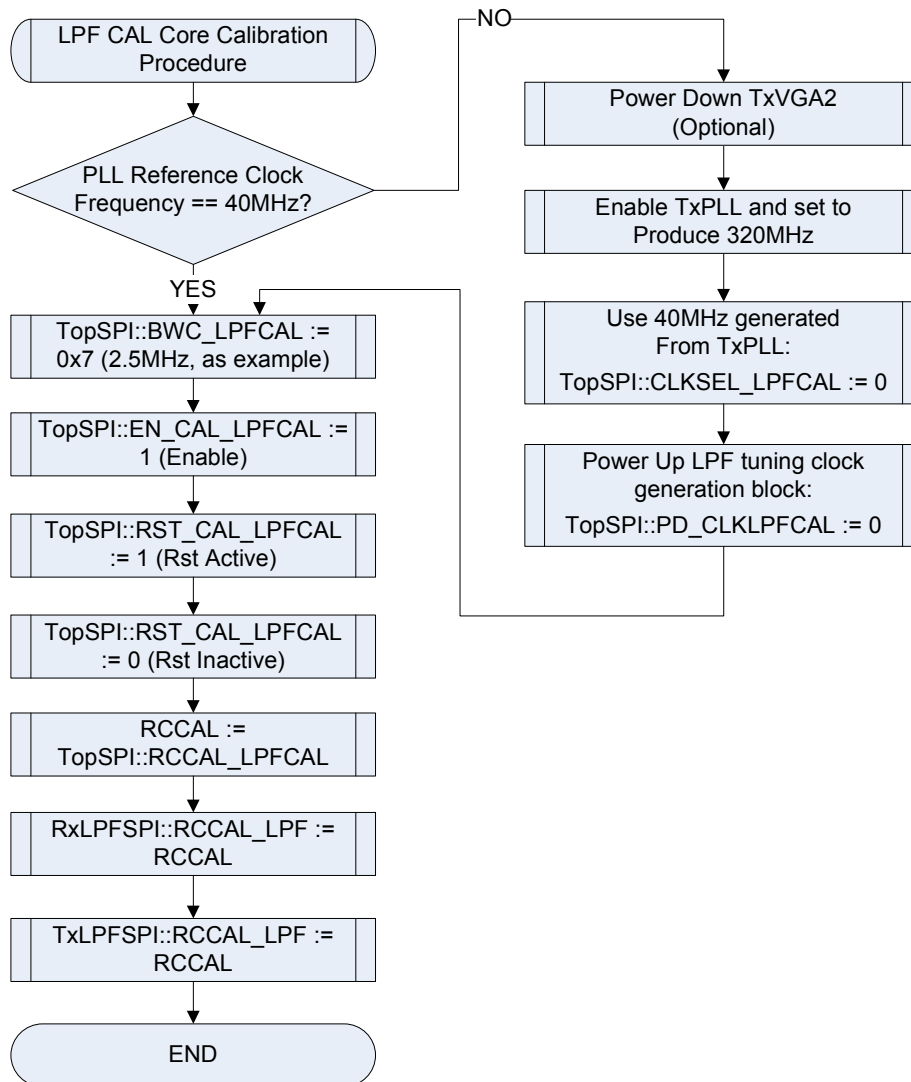 LPF CAL Core Calibration
Procedure
PLL Reference Clock
Frequency == 40MHz?
NO
Power Down TxVGA2
(Optional)
Enable TxPLL and set to
Produce 320MHz
Use 40MHz generated
From TxPLL:
TopSPI::CLKSEL_LPFCAL := 0
Power Up LPF tuning clock
generation block:
TopSPI::PD_CLKLPFCAL := 0
YES
TopSPI::BWC_LPFCAL :=
0x7 (2.5MHz, as example)
TopSPI::EN_CAL_LPFCAL :=
1 (Enable)
TopSPI::RST_CAL_LPFCAL
:= 1 (Rst Active)
TopSPI::RST_CAL_LPFCAL
:= 0 (Rst Inactive)
RCCAL :=
TopSPI::RCCAL_LPFCAL
RxLPFSPI::RCCAL_LPF :=
RCCAL
TxLPFSPI::RCCAL_LPF :=
RCCAL
END